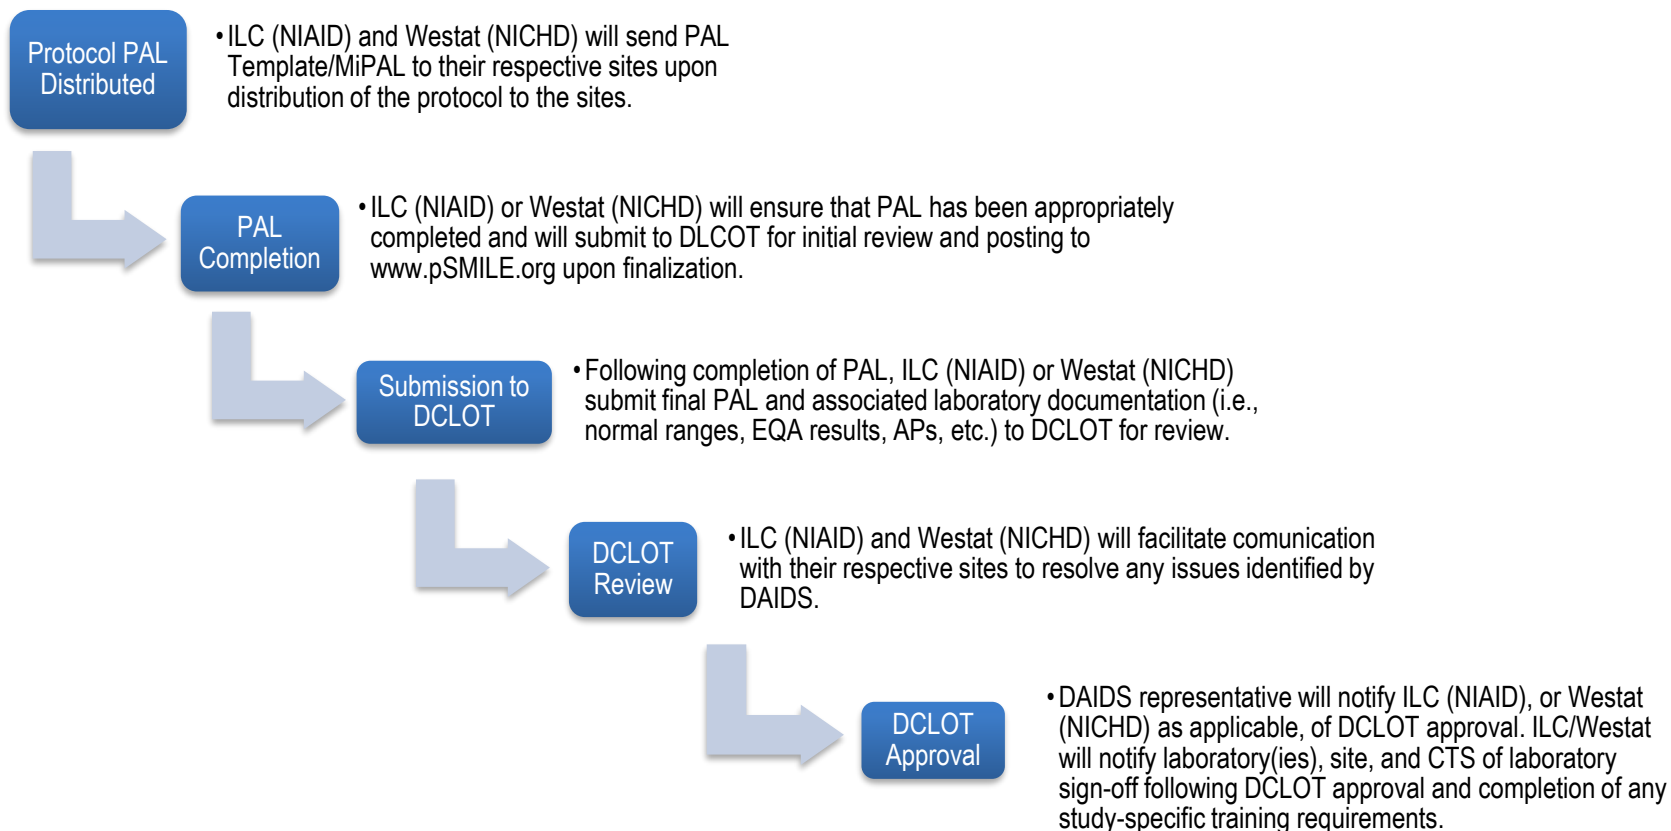 Protocol PAL
Distributed
•ILC (NIAID) and Westat (NICHD) will send PAL
Template/MiPAL to their respective sites upon
distribution of the protocol to the sites.
PAL
Completion
•ILC (NIAID) or Westat (NICHD) will ensure that PAL has been appropriately
completed and will submit to DLCOT for initial review and posting to
www.pSMILE.org upon finalization.
Submission to
DCLOT
•Following completion of PAL, ILC (NIAID) or Westat (NICHD)
submit final PAL and associated laboratory documentation (i.e.,
normal ranges, EQA results, APs, etc.) to DCLOT for review.
DCLOT
Review
•ILC (NIAID) and Westat (NICHD) will facilitate comunication
with their respective sites to resolve any issues identified by
DAIDS.
DCLOT
Approval
•DAIDS representative will notify ILC (NIAID), or Westat
(NICHD) as applicable, of DCLOT approval. ILC/Westat
will notify laboratory(ies), site, and CTS of laboratory
sign-off following DCLOT approval and completion of any
study-specific training requirements.